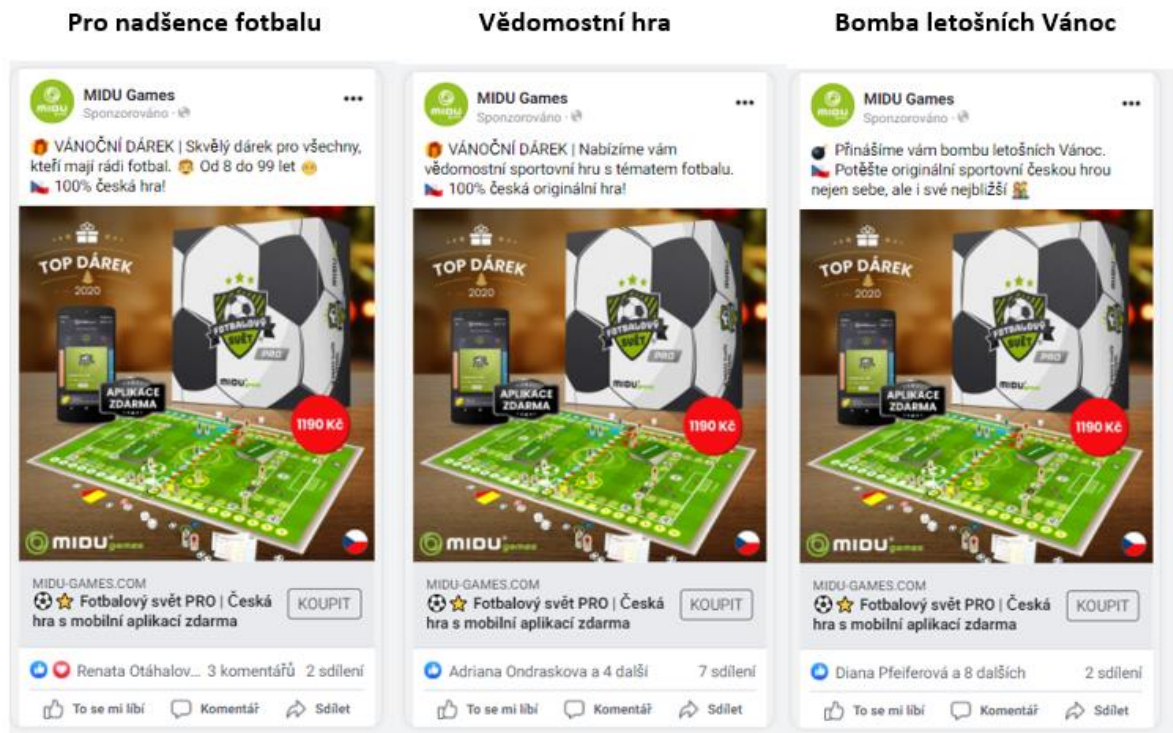 Pro nadšence fotbalu
Vědomostní hra
Bomba letošních Vánoc
MIDU Games
Sponzorováno ·
🎁 VÁNOČNÍ DÁREK | Skvělý dárek pro všechny,
kteří mají rádi fotbal. 👦 Od 8 do 99 let 👴
🇨🇿 100% česká hra!
TOP DÁREK
2020
FOTBALOVÝ
SVĚT
PRO
MIDU games
APLIKACE
ZDARMA
1190 Kč
MIDU games
MIDU-GAMES.COM
⚽⭐ Fotbalový svět PRO | Česká
hra s mobilní aplikací zdarma
KOUPIT
Renata Otáhalov... 3 komentářů 2 sdílení
To se mi líbí Komentář Sdílet
MIDU Games
Sponzorováno ·
🎁 VÁNOČNÍ DÁREK | Nabízíme vám
vědomostní sportovní hru s tématem fotbalu.
🇨🇿 100% česká originální hra!
TOP DÁREK
2020
FOTBALOVÝ
SVĚT
PRO
MIDU games
APLIKACE
ZDARMA
1190 Kč
MIDU games
MIDU-GAMES.COM
⚽⭐ Fotbalový svět PRO | Česká
hra s mobilní aplikací zdarma
KOUPIT
Adriana Ondraskova a 4 další 7 sdílení
To se mi líbí Komentář Sdílet
MIDU Games
Sponzorováno ·
💣 Přinášíme vám bombu letošních Vánoc.
🇨🇿 Potěšte originální sportovní českou hrou
nejen sebe, ale i své nejbližší 👫
TOP DÁREK
2020
FOTBALOVÝ
SVĚT
PRO
MIDU games
APLIKACE
ZDARMA
1190 Kč
MIDU games
MIDU-GAMES.COM
⚽⭐ Fotbalový svět PRO | Česká
hra s mobilní aplikací zdarma
KOUPIT
Diana Pfeiferová a 8 dalších 2 sdílení
To se mi líbí Komentář Sdílet